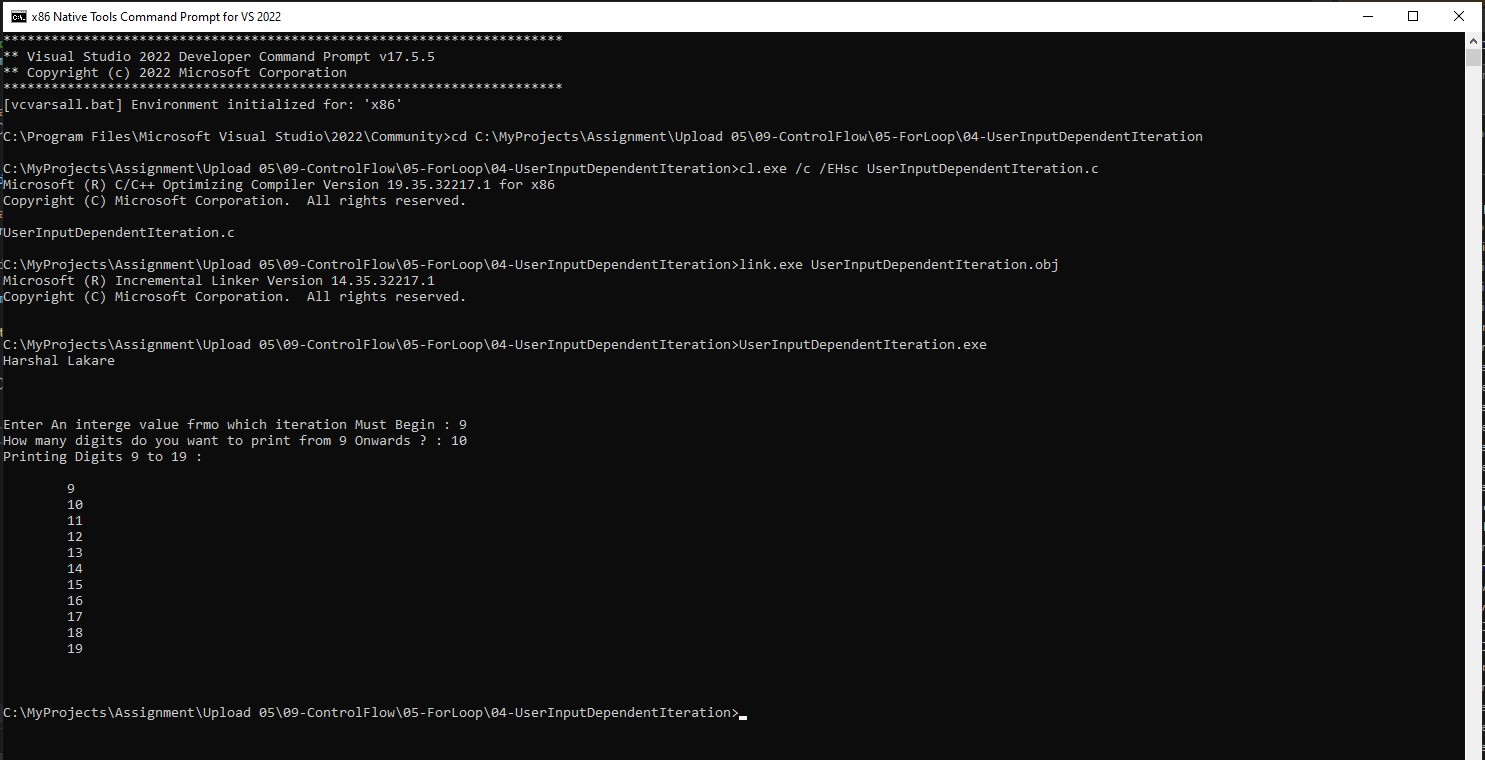 x86 Native Tools Command Prompt for VS 2022
**********************************************************************
** Visual Studio 2022 Developer Command Prompt v17.5.5
** Copyright (c) 2022 Microsoft Corporation
**********************************************************************
[vcvarsall.bat] Environment initialized for: 'x86'
C:\Program Files\Microsoft Visual Studio\2022\Community>cd C:\MyProjects\Assignment\Upload 05\09-ControlFlow\05-ForLoop\04-UserInputDependentIteration
C:\MyProjects\Assignment\Upload 05\09-ControlFlow\05-ForLoop\04-UserInputDependentIteration>cl.exe /c /EHsc UserInputDependentIteration.c
Microsoft (R) C/C++ Optimizing Compiler Version 19.35.32217.1 for x86
Copyright (C) Microsoft Corporation.  All rights reserved.
UserInputDependentIteration.c
C:\MyProjects\Assignment\Upload 05\09-ControlFlow\05-ForLoop\04-UserInputDependentIteration>link.exe UserInputDependentIteration.obj
Microsoft (R) Incremental Linker Version 14.35.32217.1
Copyright (C) Microsoft Corporation.  All rights reserved.
C:\MyProjects\Assignment\Upload 05\09-ControlFlow\05-ForLoop\04-UserInputDependentIteration>UserInputDependentIteration.exe
Harshal Lakare
Enter An interge value frmo which iteration Must Begin : 9
How many digits do you want to print from 9 Onwards ? : 10
Printing Digits 9 to 19 :
9
10
11
12
13
14
15
16
17
18
19
C:\MyProjects\Assignment\Upload 05\09-ControlFlow\05-ForLoop\04-UserInputDependentIteration>